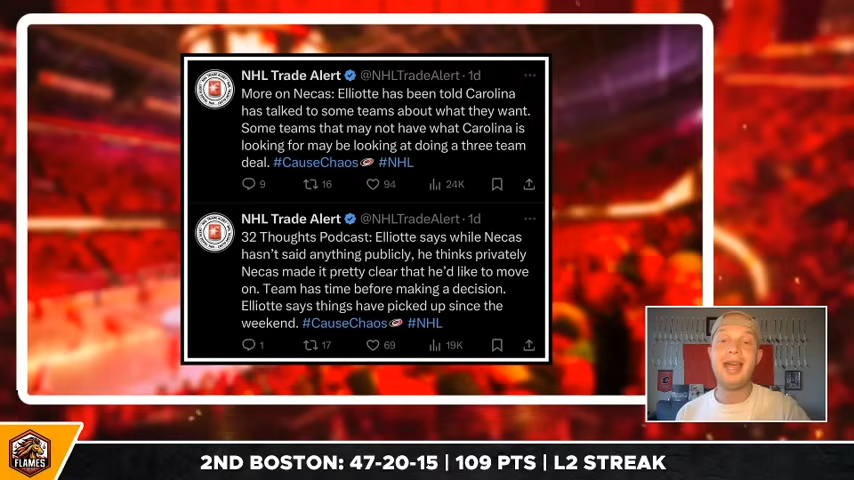 NHL Trade Alert @NHLTradeAlert · 1d
More on Necas: Elliotte has been told Carolina
has talked to some teams about what they want.
Some teams that may not have what Carolina is
looking for may be looking at doing a three team
deal. #CauseChaos #NHL
9 16 94 24K
NHL Trade Alert @NHLTradeAlert · 1d
32 Thoughts Podcast: Elliotte says while Necas
hasn't said anything publicly, he thinks privately
Necas made it pretty clear that he'd like to move
on. Team has time before making a decision.
Elliotte says things have picked up since the
weekend. #CauseChaos #NHL
1 17 69 19K
FLAMES
2ND BOSTON: 47-20-15 | 109 PTS | L2 STREAK